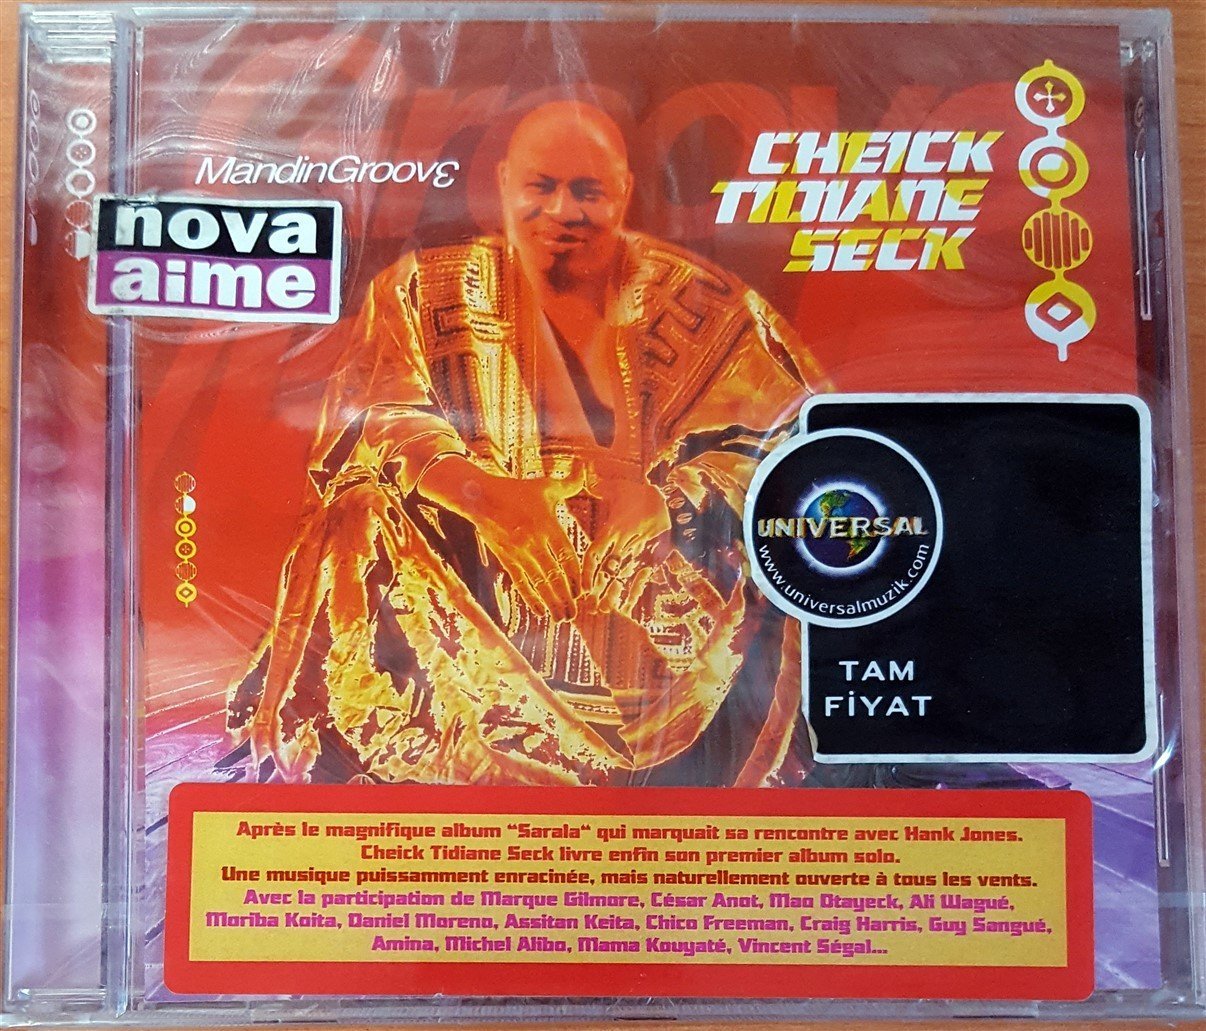 Groove
MandinGroove
CHEICK
TIDIANE
SECK
nova
aime
UNIVERSAL
www.universalmuzik.com
TAM
FİYAT
Après le magnifique album "Sarala" qui marquait sa rencontre avec Hank Jones.
Cheick Tidiane Seck livre enfin son premier album solo.
Une musique puissamment enracinée, mais naturellement ouverte à tous les vents.
Avec la participation de Marque Gilmore, César Anot, Mao Otayeck, Ali Wagué,
Moriba Koita, Daniel Moreno, Assitan Keita, Chico Freeman, Craig Harris, Guy Sangué,
Amina, Michel Alibo, Mama Kouyaté, Vincent Ségal...